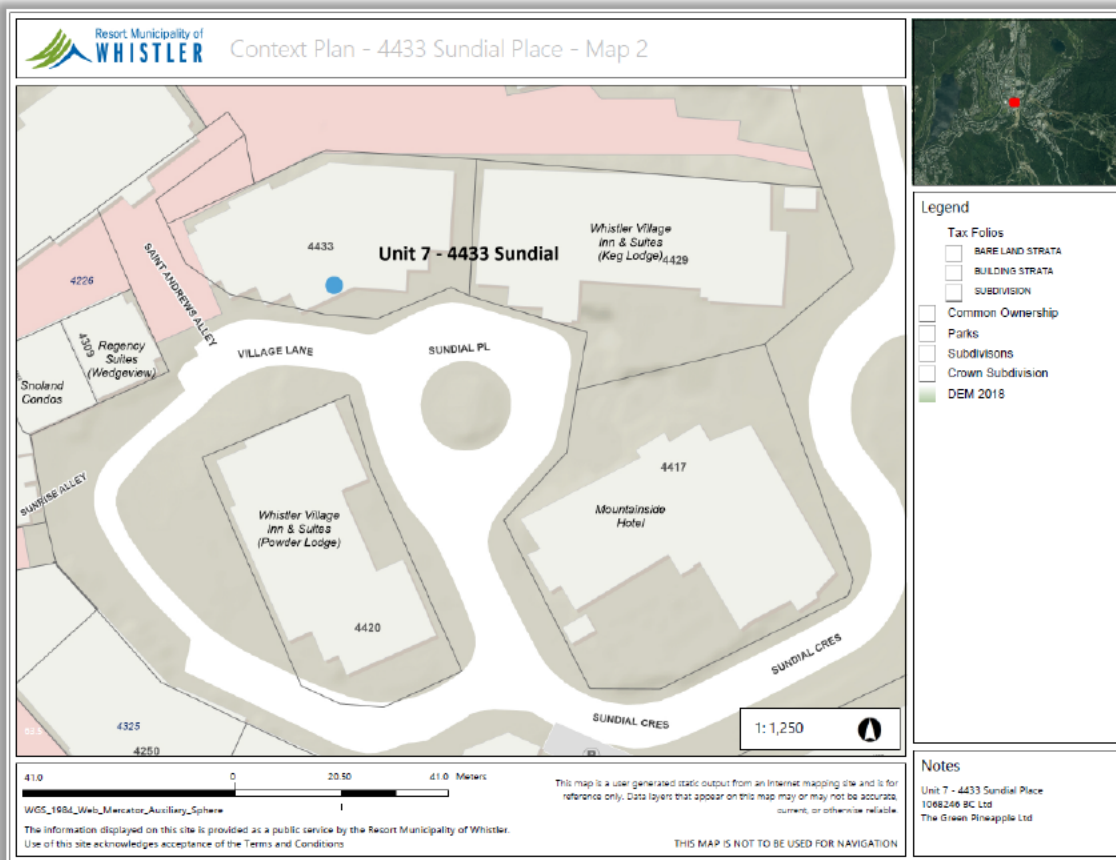 Resort Municipality of
WHISTLER
Context Plan - 4433 Sundial Place - Map 2
4433
Unit 7 - 4433 Sundial
Whistler Village
Inn & Suites
(Keg Lodge)
4429
SAINT ANDREWS ALLEY
4226
4309
Regency
Suites
(Wedgeview)
Snoland
Condos
VILLAGE LANE
SUNDIAL PL
SUNRISE ALLEY
4417
Mountainside
Hotel
Whistler Village
Inn & Suites
(Powder Lodge)
4420
SUNDIAL CRES
SUNDIAL CRES
4325
4250
P
1: 1,250
Legend
Tax Folios
BARE LAND STRATA
BUILDING STRATA
SUBDIVISION
Common Ownership
Parks
Subdivisons
Crown Subdivision
DEM 2018
41.0 0 20.50 41.0 Meters
WGS_1984_Web_Mercator_Auxiliary_Sphere
The information displayed on this site is provided as a public service by the Resort Municipality of Whistler.
Use of this site acknowledges acceptance of the Terms and Conditions
This map is a user generated static output from an Internet mapping site and is for
reference only. Data layers that appear on this map may or may not be accurate,
current, or otherwise reliable.
THIS MAP IS NOT TO BE USED FOR NAVIGATION
Notes
Unit 7 - 4433 Sundial Place
1068246 BC Ltd
The Green Pineapple Ltd